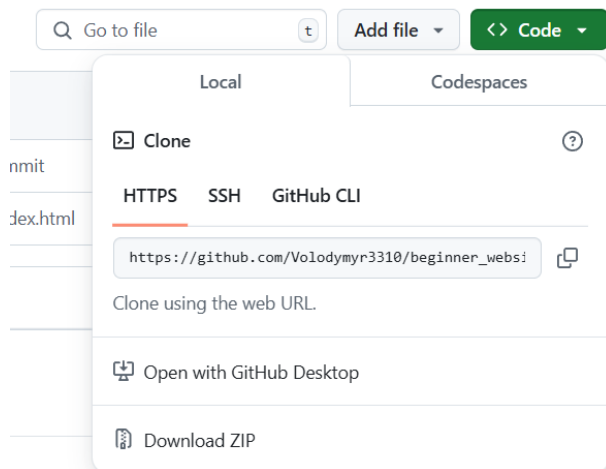 Go to file t Add file <> Code
Local Codespaces
Clone
mmit
HTTPS SSH GitHub CLI
dex.html
https://github.com/Volodymyr3310/beginner_websi
Clone using the web URL.
Open with GitHub Desktop
Download ZIP